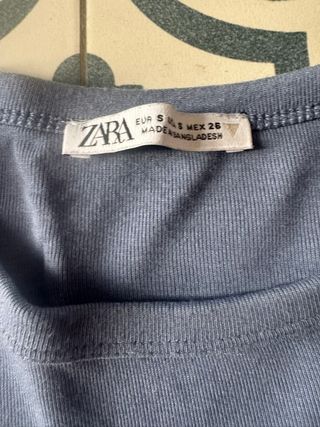 ZARA
EUR S USA S MEX 26
MADE IN BANGLADESH